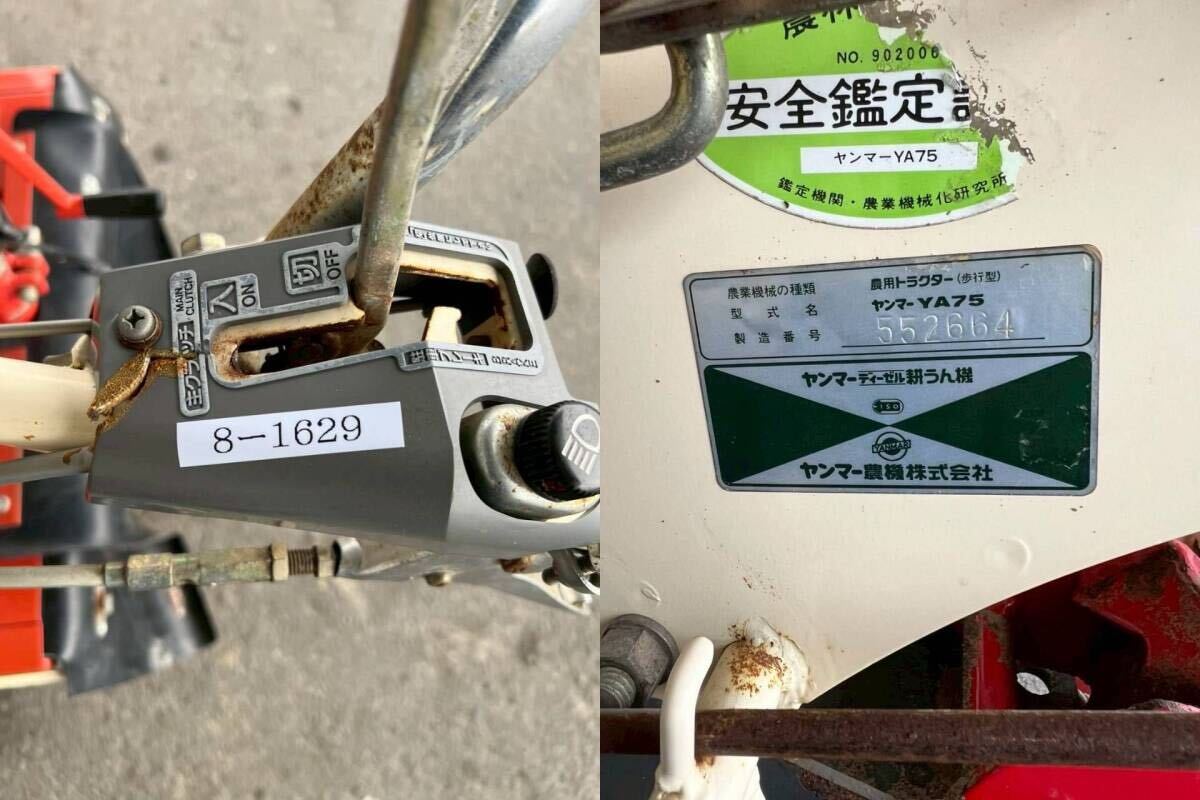 主クラッチ
MAIN
CLUTCH
入
ON
切
OFF
8-1629
農林
NO. 902006
安全鑑定
ヤンマーYA75
鑑定機関・農業機械化研究所
農業機械の種類 農用トラクター(歩行型)
型式名 ヤンマーYA75
製造番号 552664
ヤンマーディーゼル耕うん機
ISO
YANMAR
ヤンマー農機株式会社